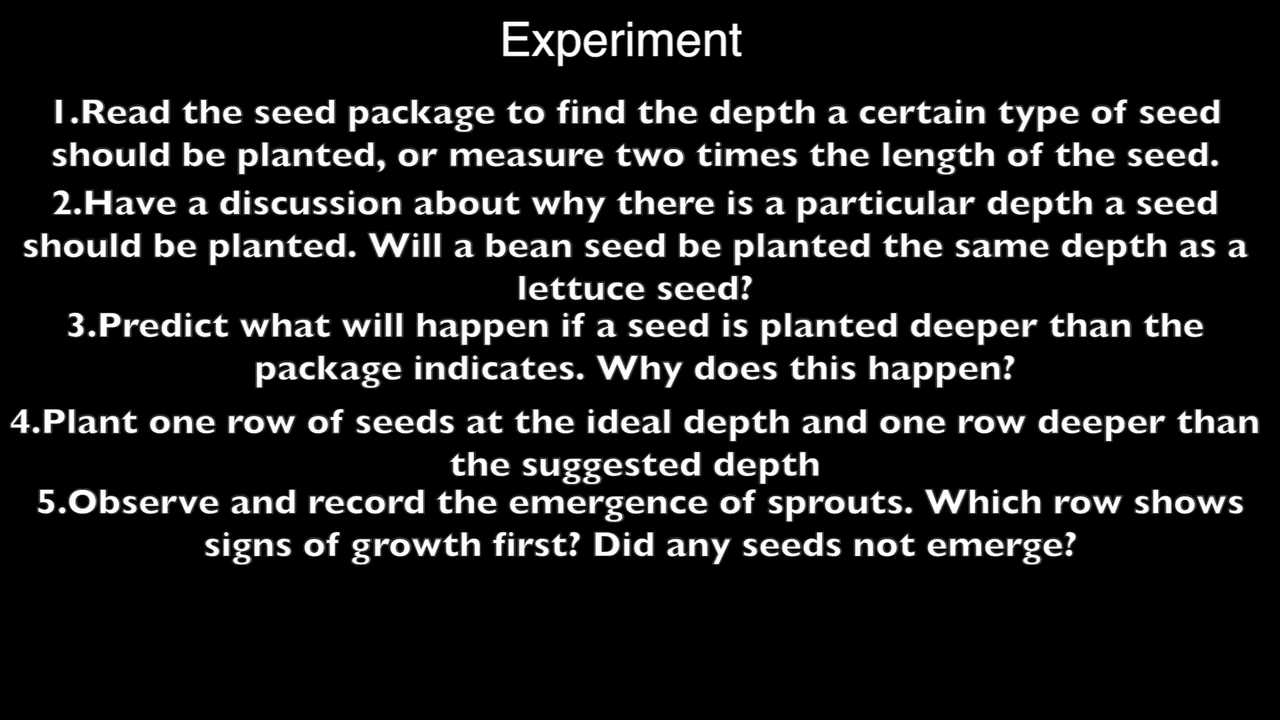 Experiment
1.Read the seed package to find the depth a certain type of seed
should be planted, or measure two times the length of the seed.
2.Have a discussion about why there is a particular depth a seed
should be planted. Will a bean seed be planted the same depth as a
lettuce seed?
3.Predict what will happen if a seed is planted deeper than the
package indicates. Why does this happen?
4.Plant one row of seeds at the ideal depth and one row deeper than
the suggested depth
5.Observe and record the emergence of sprouts. Which row shows
signs of growth first? Did any seeds not emerge?